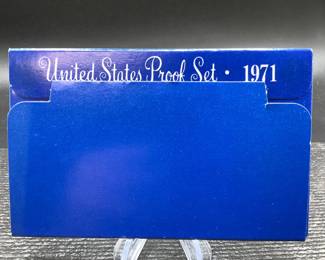 United States Proof Set · 1971